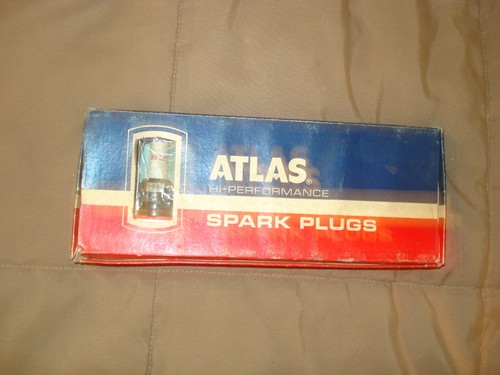 ATLAS®
HI-PERFORMANCE
SPARK PLUGS